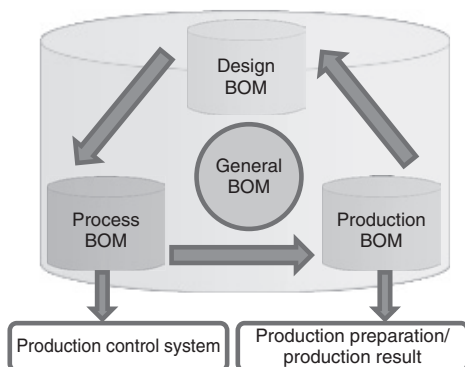 Design
BOM
General
BOM
Process
BOM
Production
BOM
Production control system
Production preparation/
production result